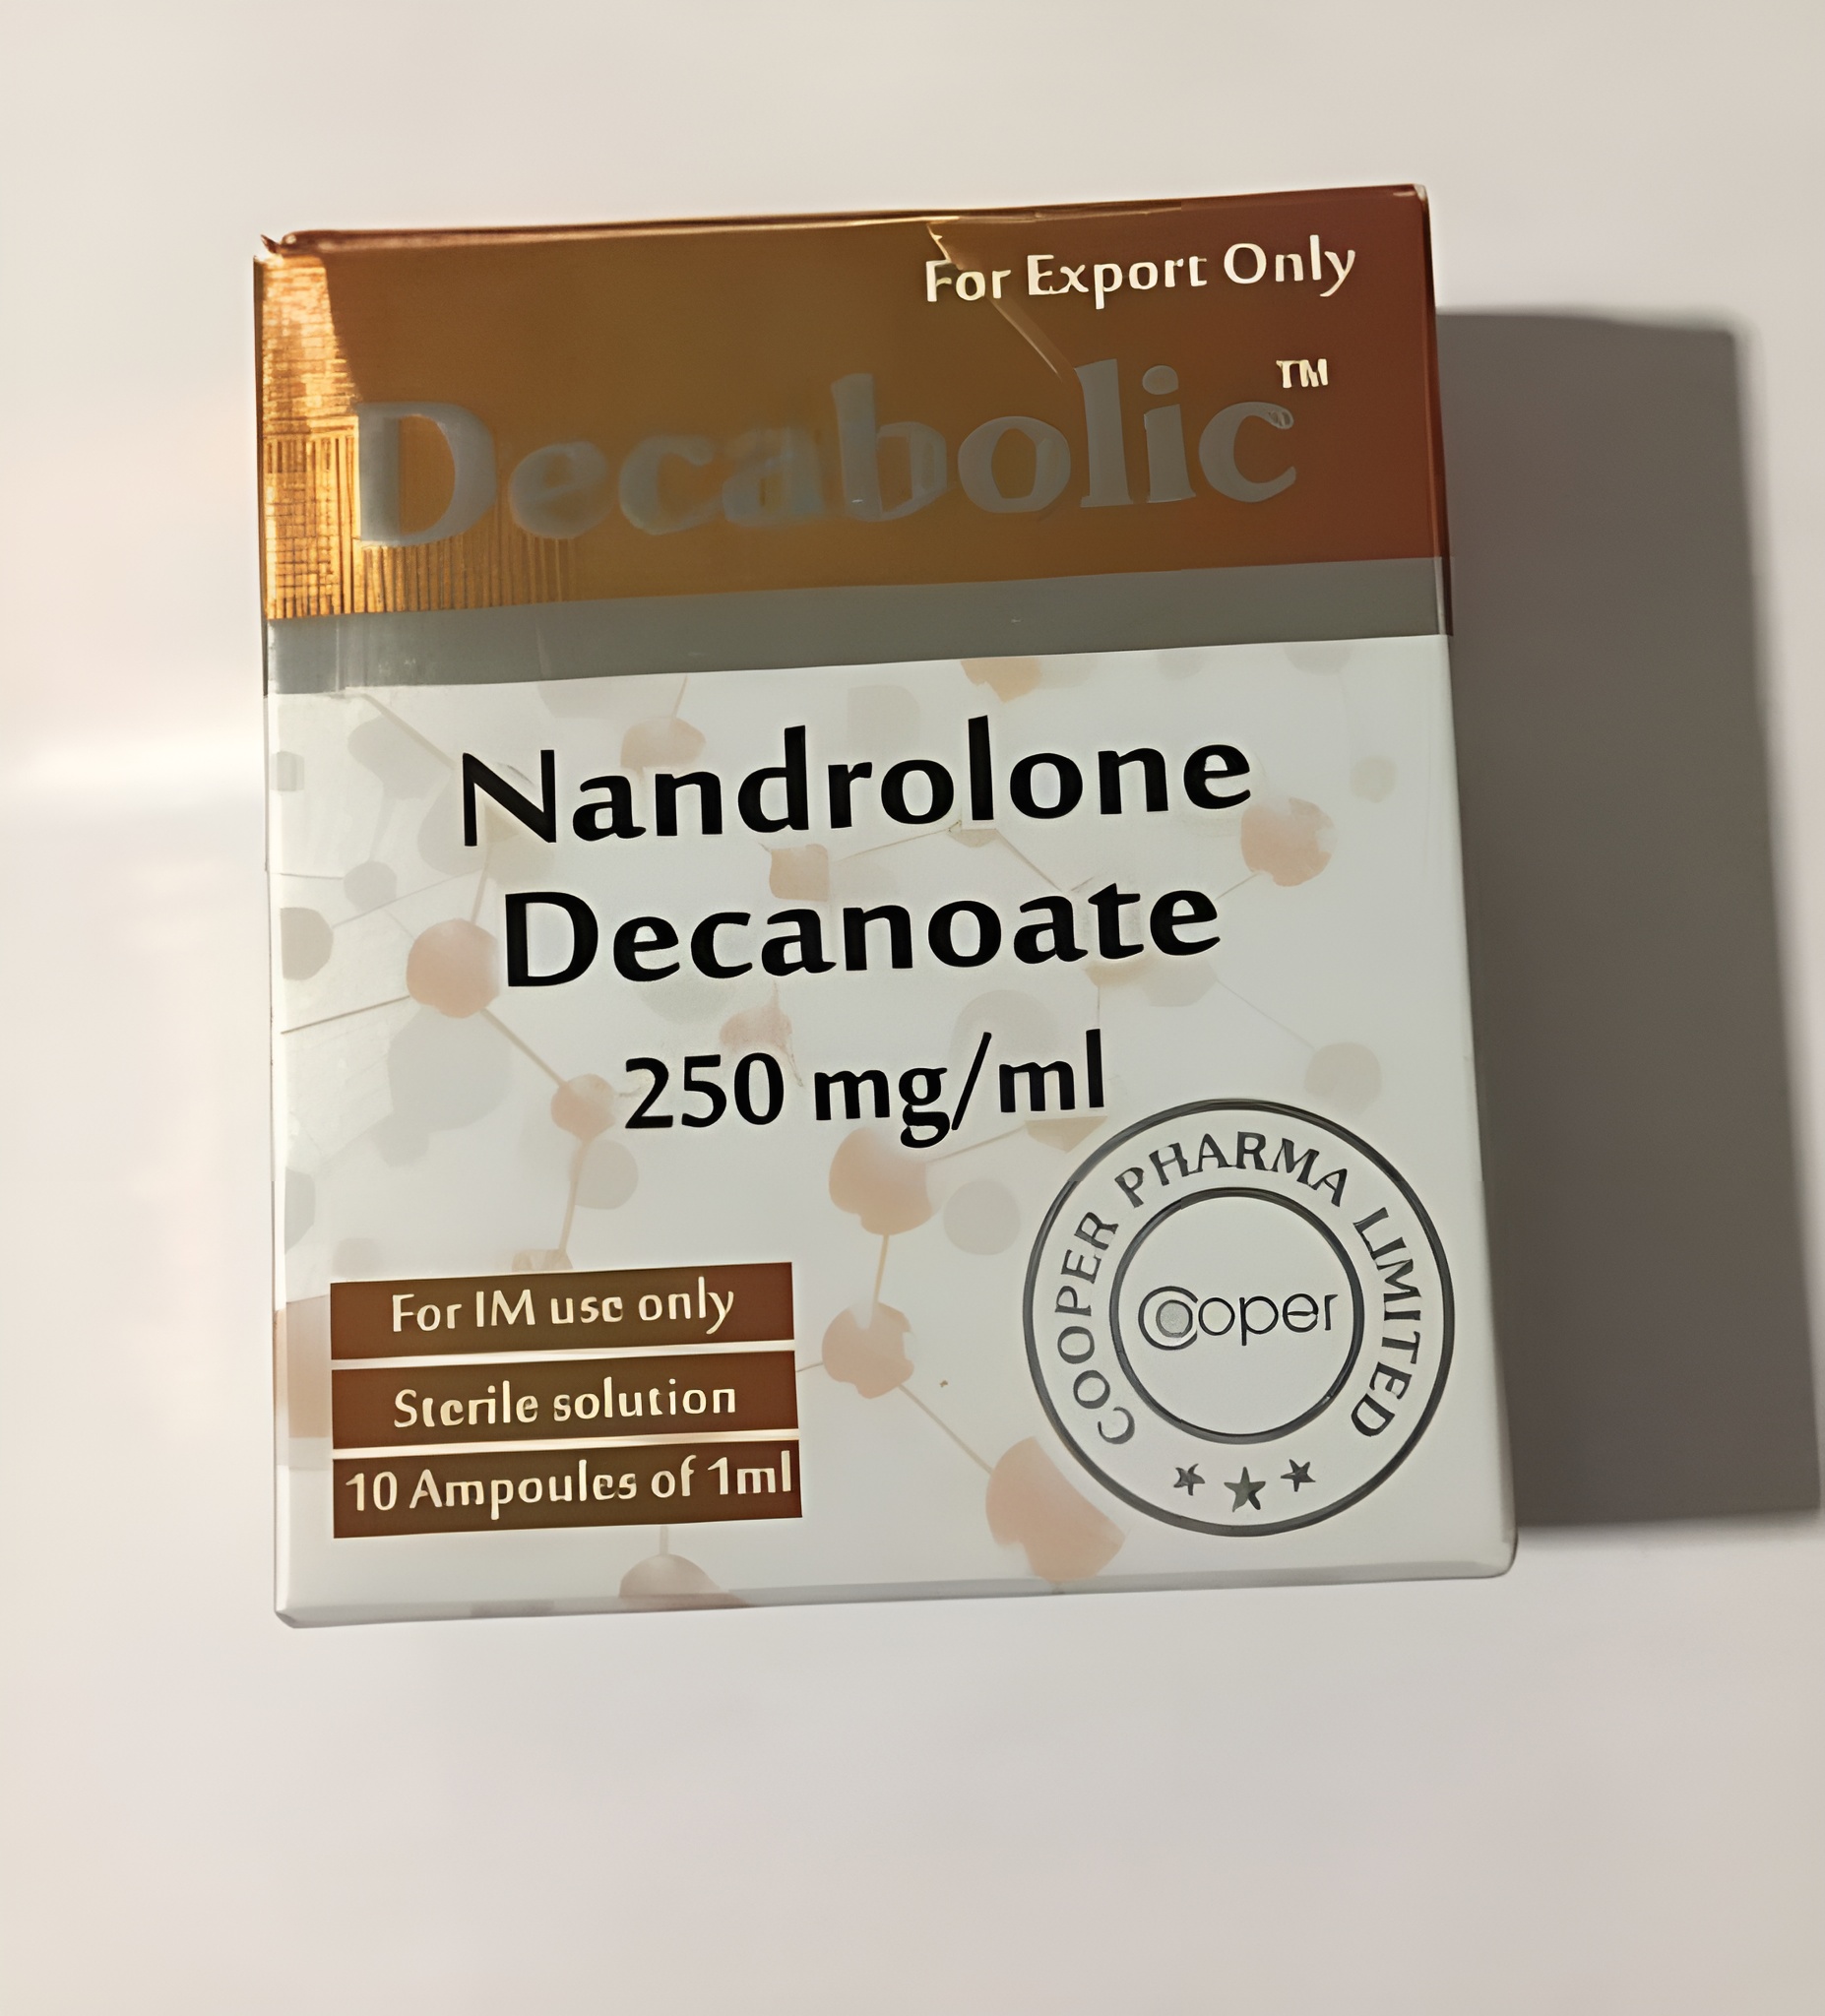 For Export Only
Decabolic™
Nandrolone
Decanoate
250 mg/ml
For IM use only
Sterile solution
10 Ampoules of 1ml
COOPER PHARMA LIMITED
Cooper